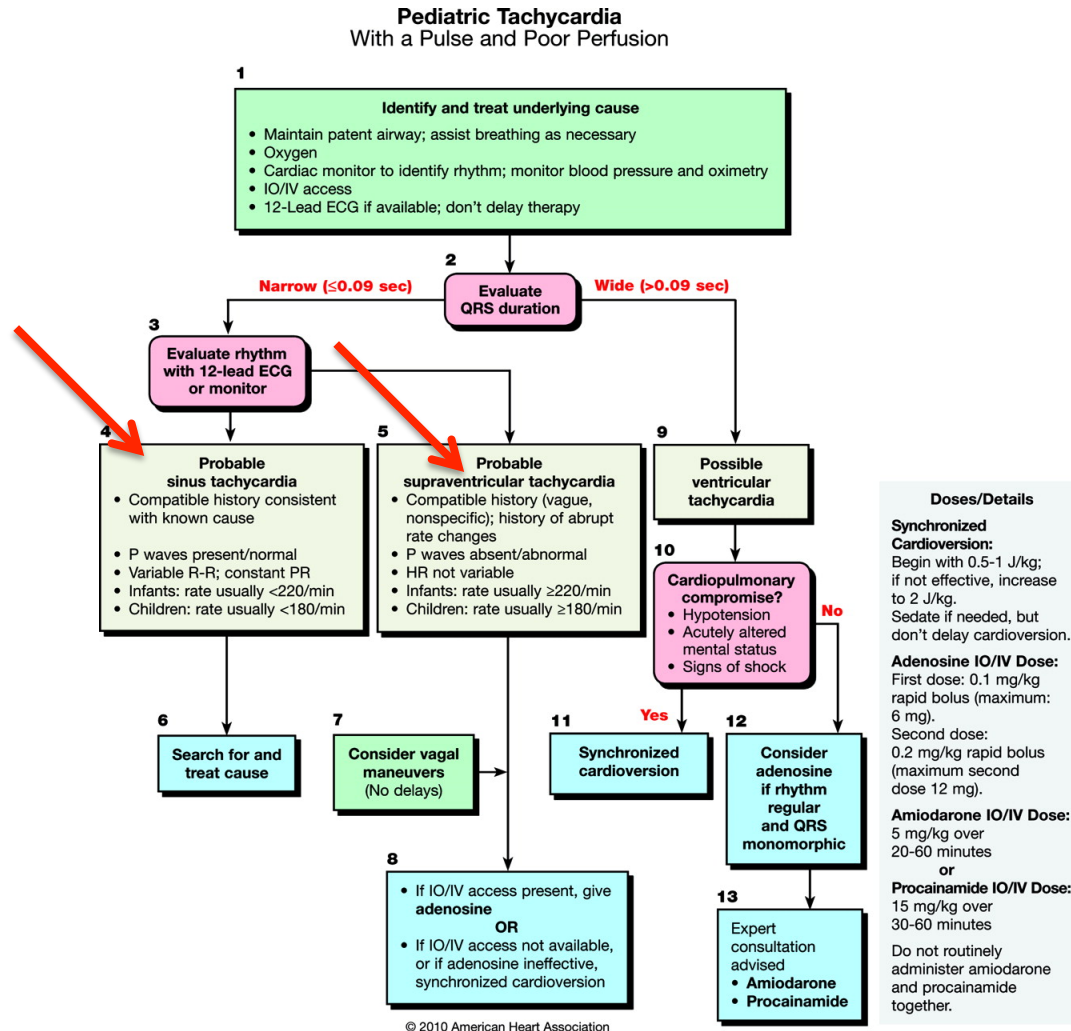 Pediatric Tachycardia
With a Pulse and Poor Perfusion
1
Identify and treat underlying cause
• Maintain patent airway; assist breathing as necessary
• Oxygen
• Cardiac monitor to identify rhythm; monitor blood pressure and oximetry
• IO/IV access
• 12-Lead ECG if available; don't delay therapy
2
Evaluate
QRS duration
Narrow (≤0.09 sec)
Wide (>0.09 sec)
3
Evaluate rhythm
with 12-lead ECG
or monitor
4
Probable
sinus tachycardia
• Compatible history consistent
with known cause
• P waves present/normal
• Variable R-R; constant PR
• Infants: rate usually <220/min
• Children: rate usually <180/min
5
Probable
supraventricular tachycardia
• Compatible history (vague,
nonspecific); history of abrupt
rate changes
• P waves absent/abnormal
• HR not variable
• Infants: rate usually ≥220/min
• Children: rate usually ≥180/min
9
Possible
ventricular
tachycardia
10
Cardiopulmonary
compromise?
• Hypotension
• Acutely altered
mental status
• Signs of shock
No
Yes
6
Search for and
treat cause
7
Consider vagal
maneuvers
(No delays)
8
• If IO/IV access present, give
adenosine
OR
• If IO/IV access not available,
or if adenosine ineffective,
synchronized cardioversion
11
Synchronized
cardioversion
12
Consider
adenosine
if rhythm
regular
and QRS
monomorphic
13
Expert
consultation
advised
• Amiodarone
• Procainamide
Doses/Details
Synchronized
Cardioversion:
Begin with 0.5-1 J/kg;
if not effective, increase
to 2 J/kg.
Sedate if needed, but
don't delay cardioversion.
Adenosine IO/IV Dose:
First dose: 0.1 mg/kg
rapid bolus (maximum:
6 mg).
Second dose:
0.2 mg/kg rapid bolus
(maximum second
dose 12 mg).
Amiodarone IO/IV Dose:
5 mg/kg over
20-60 minutes
or
Procainamide IO/IV Dose:
15 mg/kg over
30-60 minutes
Do not routinely
administer amiodarone
and procainamide
together.
© 2010 American Heart Association